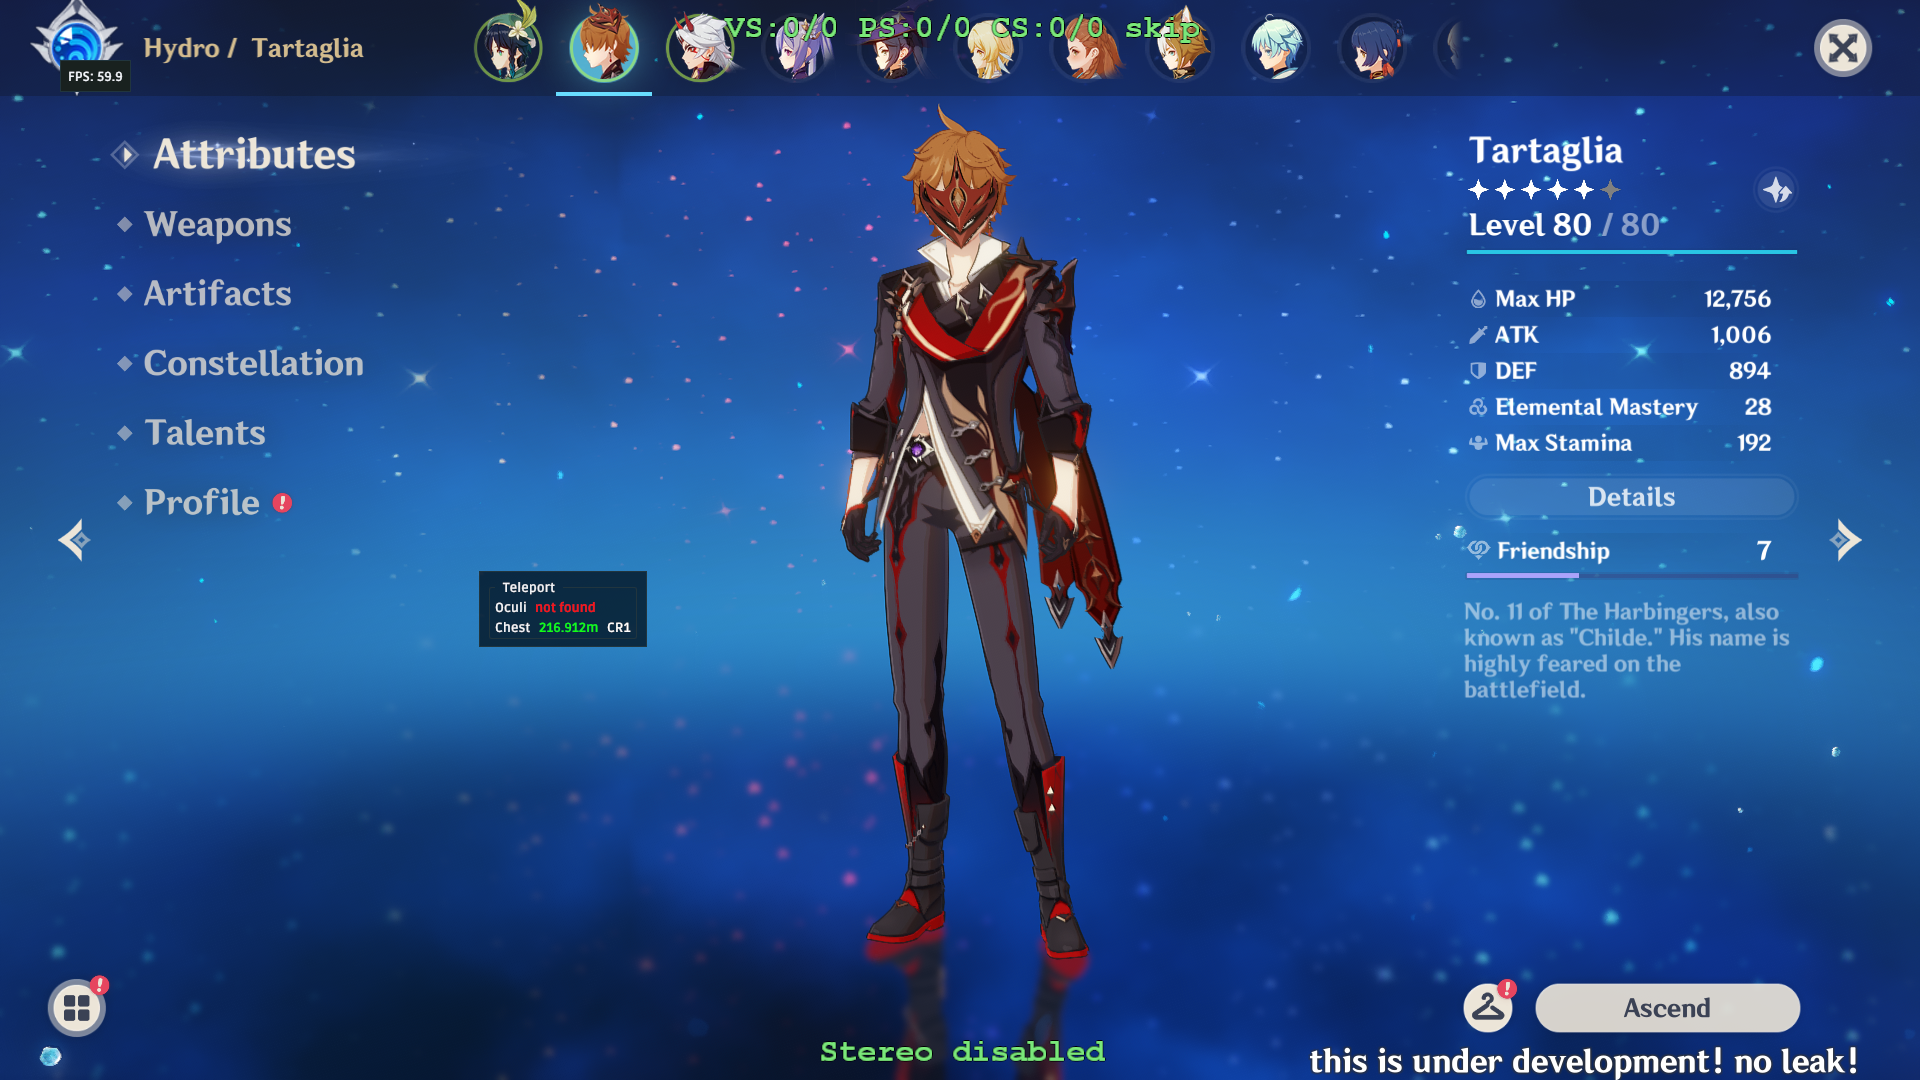 VS:0/0 PS:0/0 CS:0/0 skip
Hydro / Tartaglia
FPS: 59.9
Attributes
Weapons
Artifacts
Constellation
Talents
Profile
Teleport
Oculi not found
Chest 216.912m CR1
Tartaglia
Level 80 / 80
Max HP 12,756
ATK 1,006
DEF 894
Elemental Mastery 28
Max Stamina 192
Details
Friendship 7
No. 11 of The Harbingers, also
known as "Childe." His name is
highly feared on the
battlefield.
Ascend
Stereo disabled
this is under development! no leak!